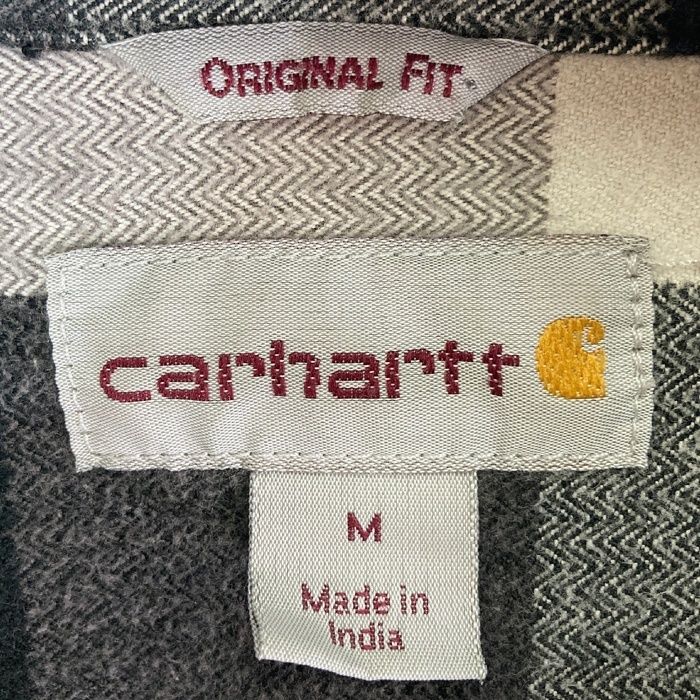 ORIGINAL FIT
carhartt
M
Made in
India